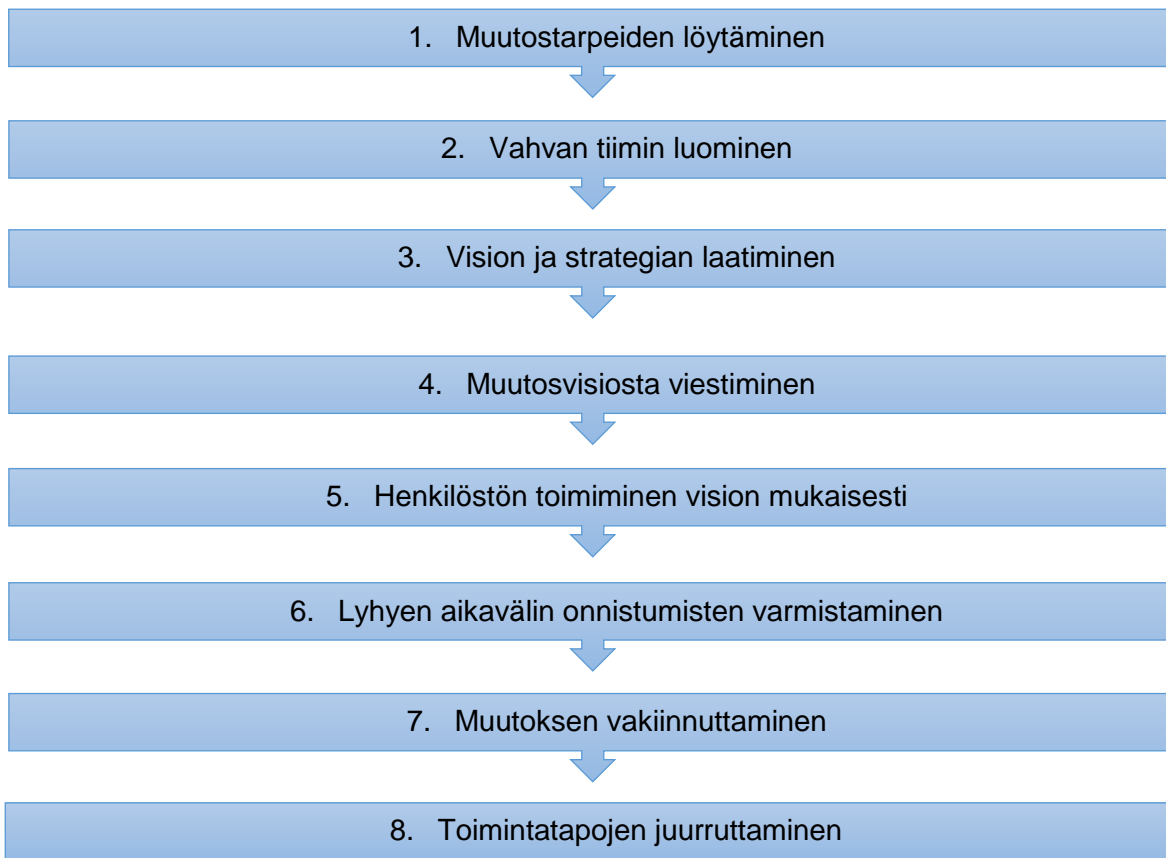 1. Muutostarpeiden löytäminen
2. Vahvan tiimin luominen
3. Vision ja strategian laatiminen
4. Muutosvisiosta viestiminen
5. Henkilöstön toimiminen vision mukaisesti
6. Lyhyen aikavälin onnistumisten varmistaminen
7. Muutoksen vakiinnuttaminen
8. Toimintatapojen juurruttaminen